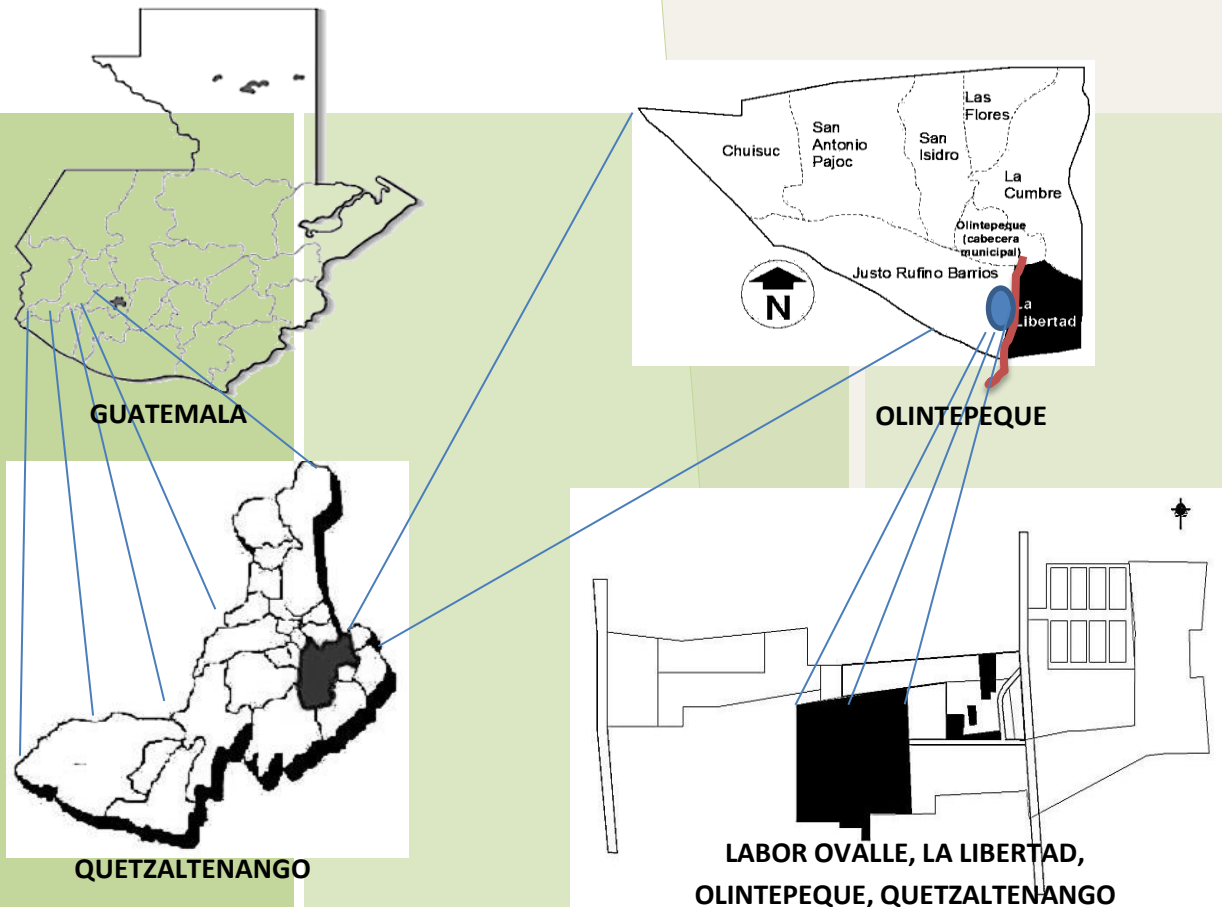 GUATEMALA
Las
Flores
San
Antonio
Pajoc
San
Isidro
Chuisuc
La
Cumbre
Olintepeque
(cabecera
municipal)
Justo Rufino Barrios
N
La
Libertad
OLINTEPEQUE
QUETZALTENANGO
LABOR OVALLE, LA LIBERTAD,
OLINTEPEQUE, QUETZALTENANGO